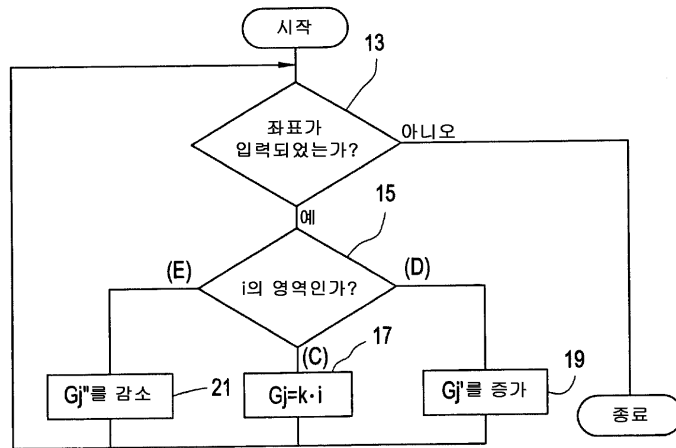 시작
13
좌표가
입력되었는가?
아니오
예
15
(E)
i의 영역인가?
(D)
(C)
17
Gj"를 감소
21
Gj=k·i
Gj'를 증가
19
종료